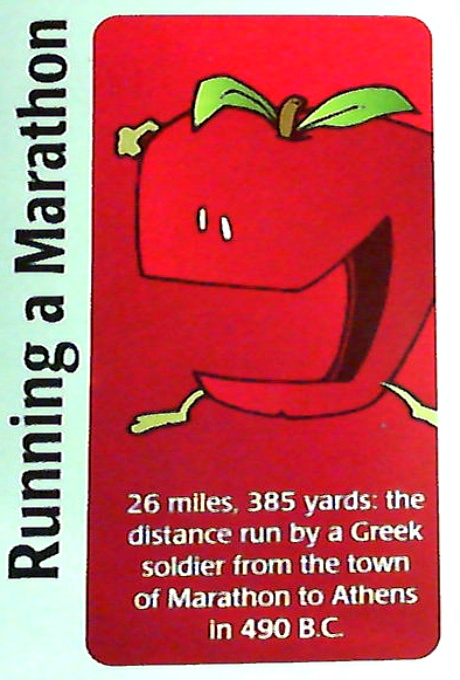 Running a Marathon
26 miles, 385 yards: the
distance run by a Greek
soldier from the town
of Marathon to Athens
in 490 B.C.